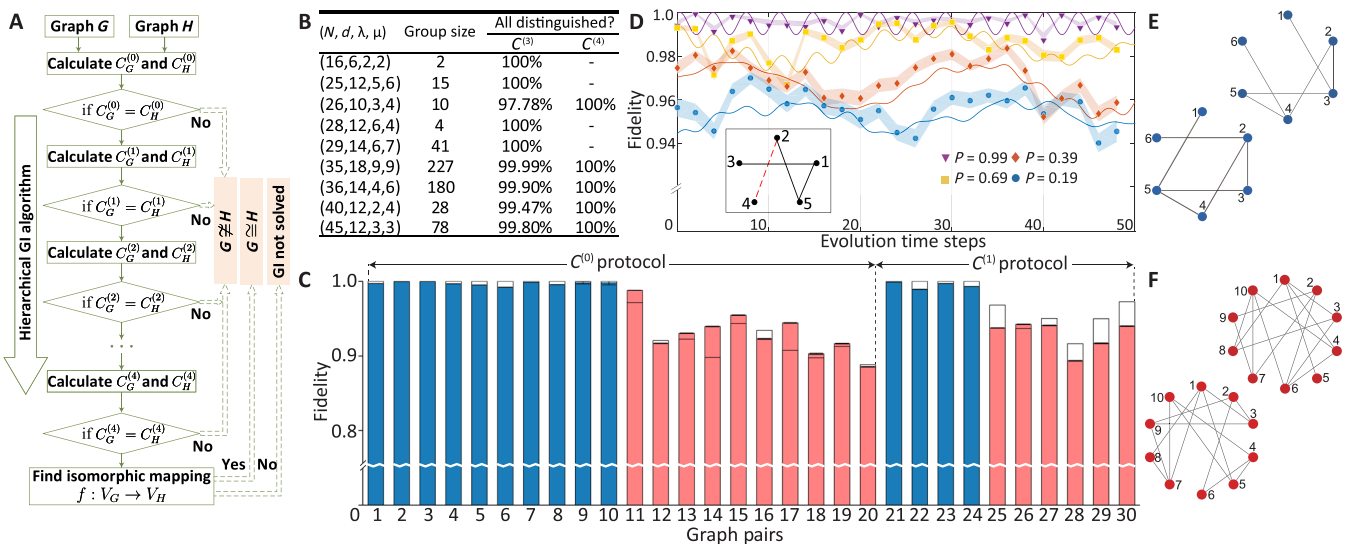 A
Graph G
Graph H
Calculate C_G^(0) and C_H^(0)
if C_G^(0) = C_H^(0)
No
Calculate C_G^(1) and C_H^(1)
if C_G^(1) = C_H^(1)
No
Calculate C_G^(2) and C_H^(2)
if C_G^(2) = C_H^(2)
No
...
Calculate C_G^(4) and C_H^(4)
if C_G^(4) = C_H^(4)
No
Find isomorphic mapping
f : V_G → V_H
Yes
No
Hierarchical GI algorithm
G ≇ H
G ≅ H
GI not solved
B
(N, d, λ, μ) Group size All distinguished?
C^(3) C^(4)
(16,6,2,2) 2 100% -
(25,12,5,6) 15 100% -
(26,10,3,4) 10 97.78% 100%
(28,12,6,4) 4 100% -
(29,14,6,7) 41 100% -
(35,18,9,9) 227 99.99% 100%
(36,14,4,6) 180 99.90% 100%
(40,12,2,4) 28 99.47% 100%
(45,12,3,3) 78 99.80% 100%
C
C^(0) protocol
C^(1) protocol
1.0
0.9
0.8
0
Fidelity
1 2 3 4 5 6 7 8 9 10 11 12 13 14 15 16 17 18 19 20 21 22 23 24 25 26 27 28 29 30
Graph pairs
D
1.0
0.98
0.96
0.94
Fidelity
2
3
1
4
5
P = 0.99
P = 0.39
P = 0.69
P = 0.19
0 10 20 30 40 50
Evolution time steps
E
1
6
2
5
3
4
1
6
2
5
3
4
F
1
10
2
9
3
8
4
7
5
6
1
10
2
9
3
8
4
7
5
6